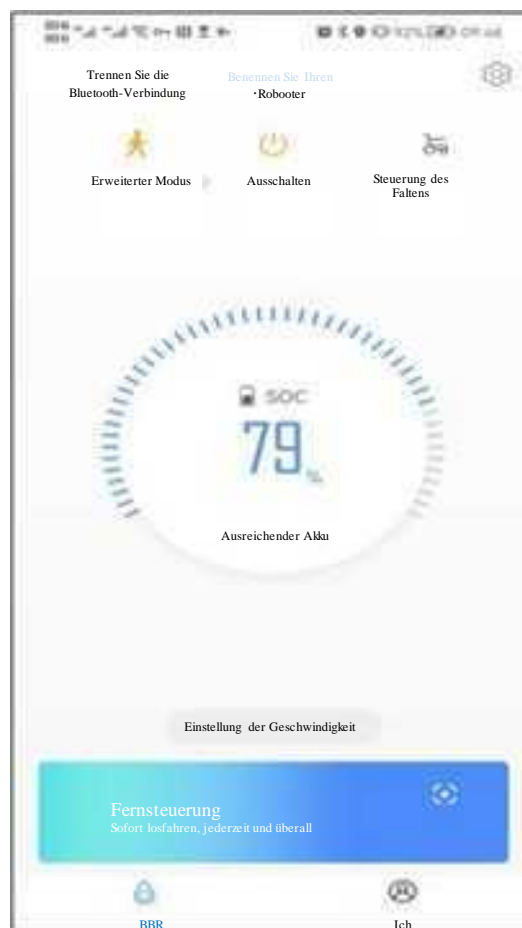 Trennen Sie die
Bluetooth-Verbindung
Benennen Sie Ihren
·Robooter
Erweiterter Modus
Ausschalten
Steuerung des
Faltens
SOC
79%
Ausreichender Akku
Einstellung der Geschwindigkeit
Fernsteuerung
Sofort losfahren, jederzeit und überall
BBR
Ich